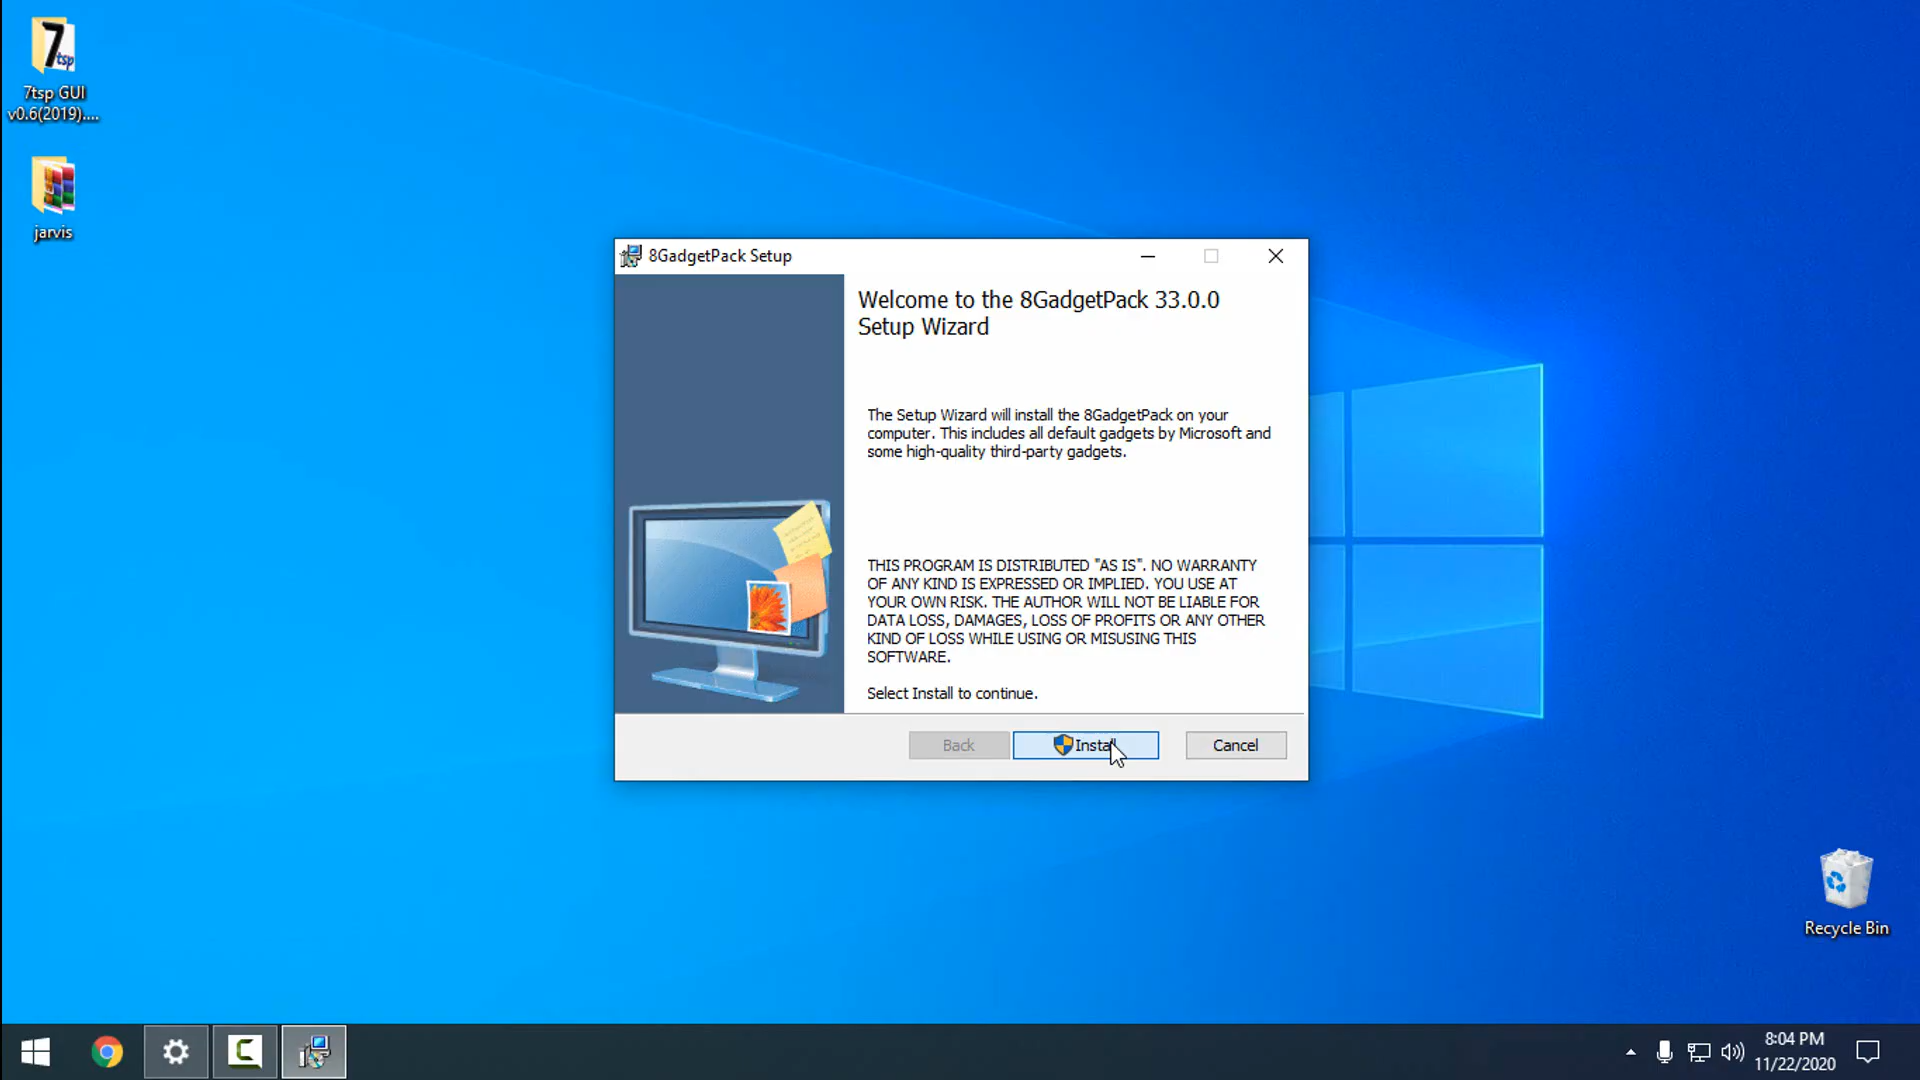 7
tsp
7tsp GUI
v0.6(2019)....
jarvis
8GadgetPack Setup
Welcome to the 8GadgetPack 33.0.0
Setup Wizard
The Setup Wizard will install the 8GadgetPack on your
computer. This includes all default gadgets by Microsoft and
some high-quality third-party gadgets.
THIS PROGRAM IS DISTRIBUTED "AS IS". NO WARRANTY
OF ANY KIND IS EXPRESSED OR IMPLIED. YOU USE AT
YOUR OWN RISK. THE AUTHOR WILL NOT BE LIABLE FOR
DATA LOSS, DAMAGES, LOSS OF PROFITS OR ANY OTHER
KIND OF LOSS WHILE USING OR MISUSING THIS
SOFTWARE.
Select Install to continue.
Back
Install
Cancel
Recycle Bin
8:04 PM
11/22/2020